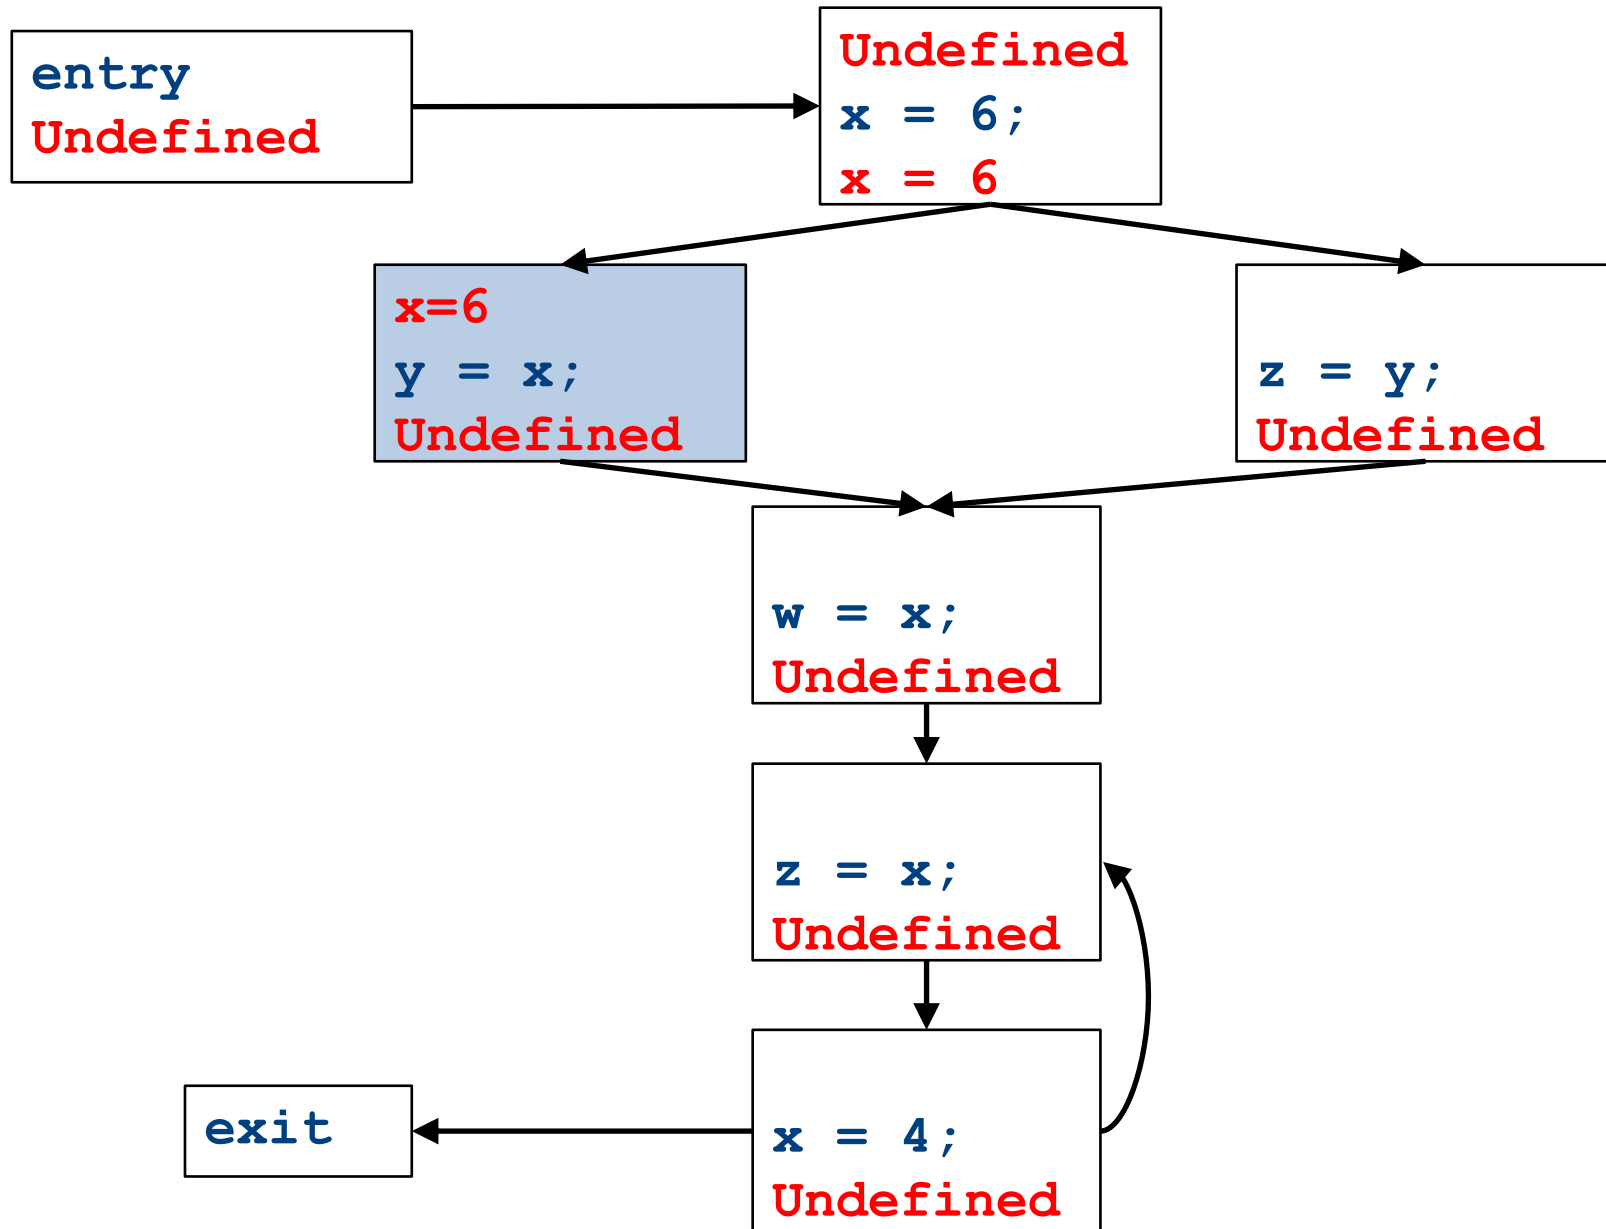 entry
Undefined
Undefined
x = 6;
x = 6
x=6
y = x;
Undefined
z = y;
Undefined
w = x;
Undefined
z = x;
Undefined
exit
x = 4;
Undefined